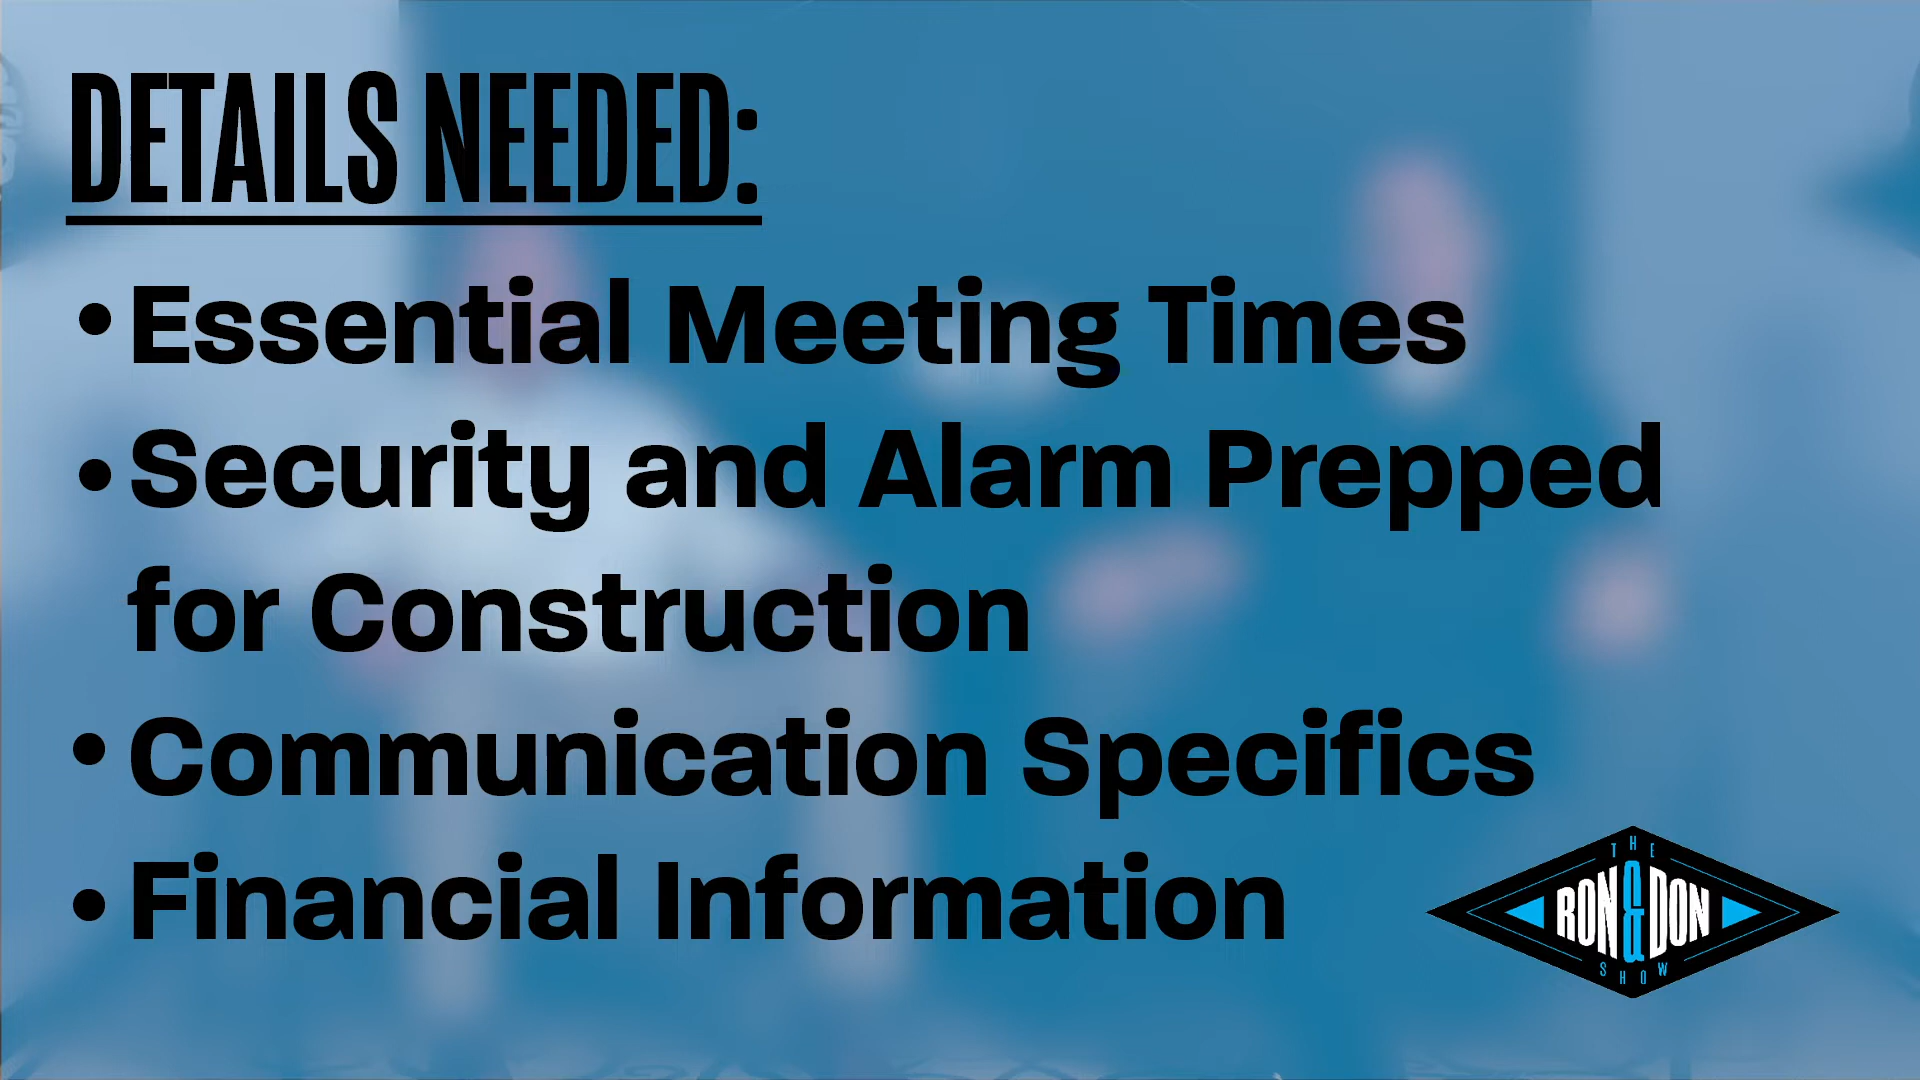 DETAILS NEEDED:
• Essential Meeting Times
• Security and Alarm Prepped
for Construction
• Communication Specifics
• Financial Information
THE
RON & DON
SHOW